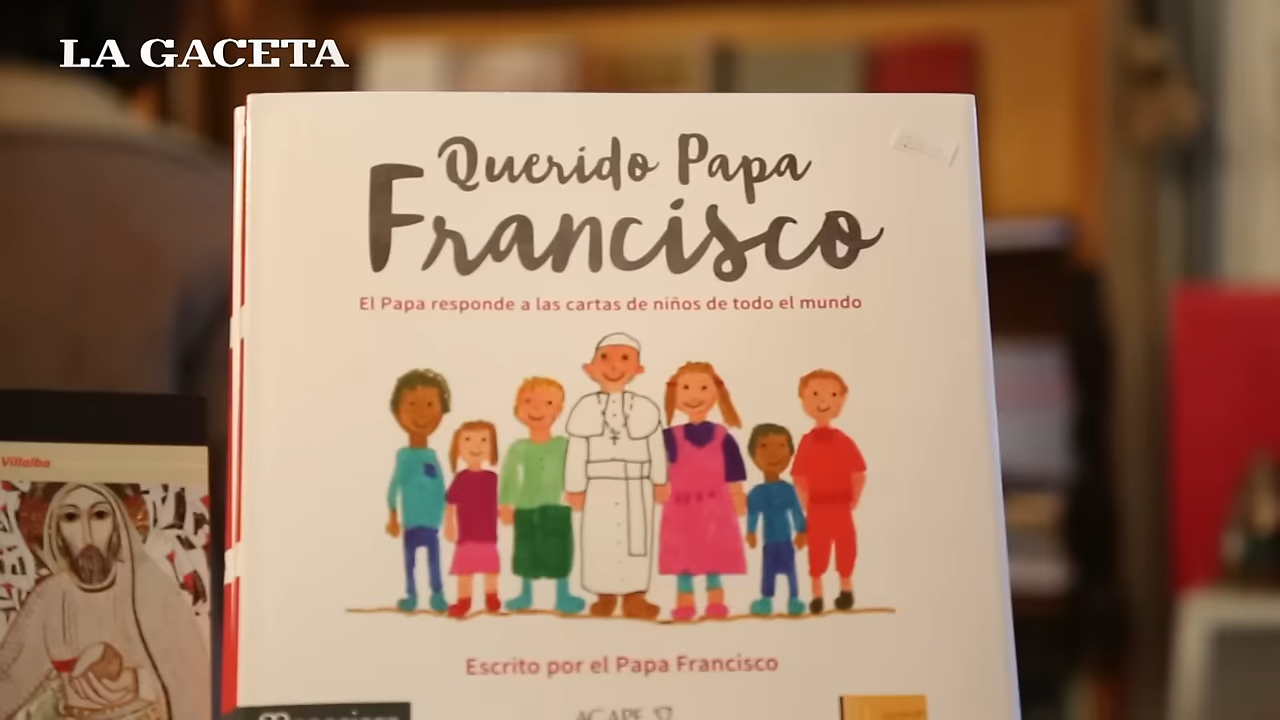 LA GACETA
Querido Papa
Francisco
El Papa responde a las cartas de niños de todo el mundo
Villalba
Escrito por el Papa Francisco